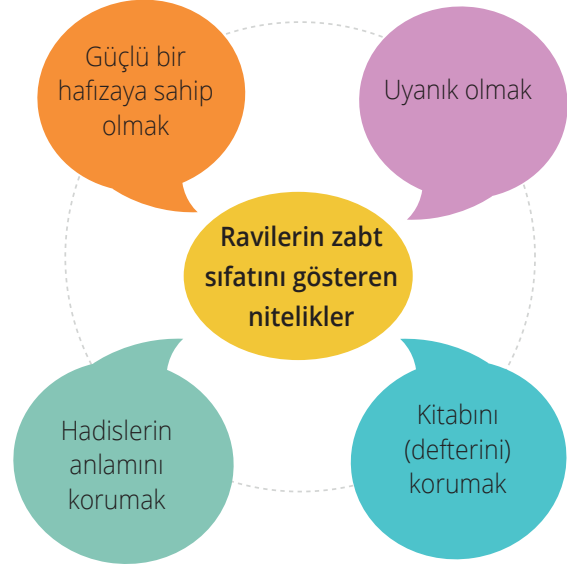 Güçlü bir
hafızaya sahip
olmak
Uyanık olmak
Ravilerin zabt
sıfatını gösteren
nitelikler
Hadislerin
anlamını
korumak
Kitabını
(defterini)
korumak